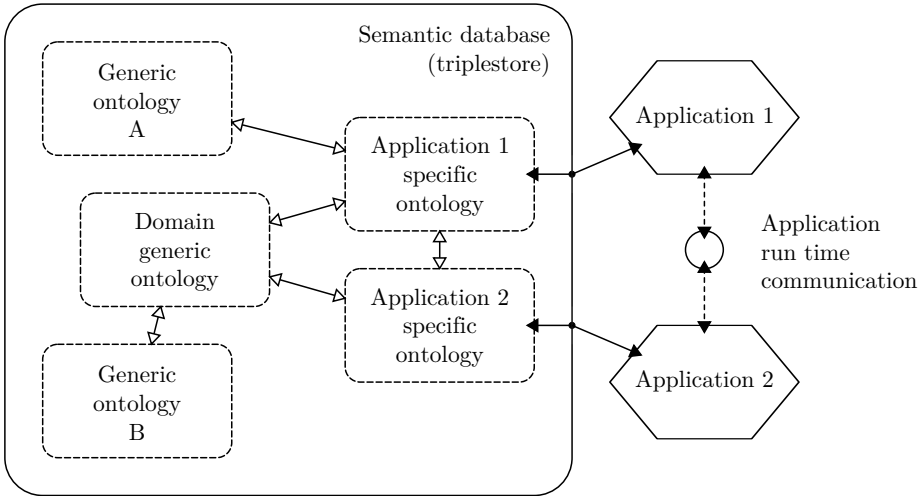 Semantic database
(triplestore)
Generic
ontology
A
Application 1
specific
ontology
Domain
generic
ontology
Application 2
specific
ontology
Generic
ontology
B
Application 1
Application
run time
communication
Application 2